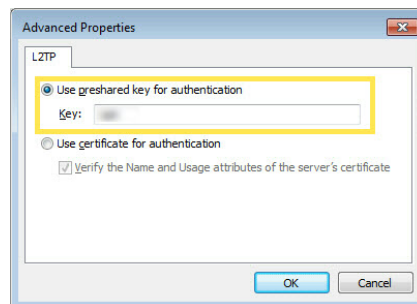 Advanced Properties
L2TP
Use preshared key for authentication
Key:
Use certificate for authentication
Verify the Name and Usage attributes of the server's certificate
OK Cancel